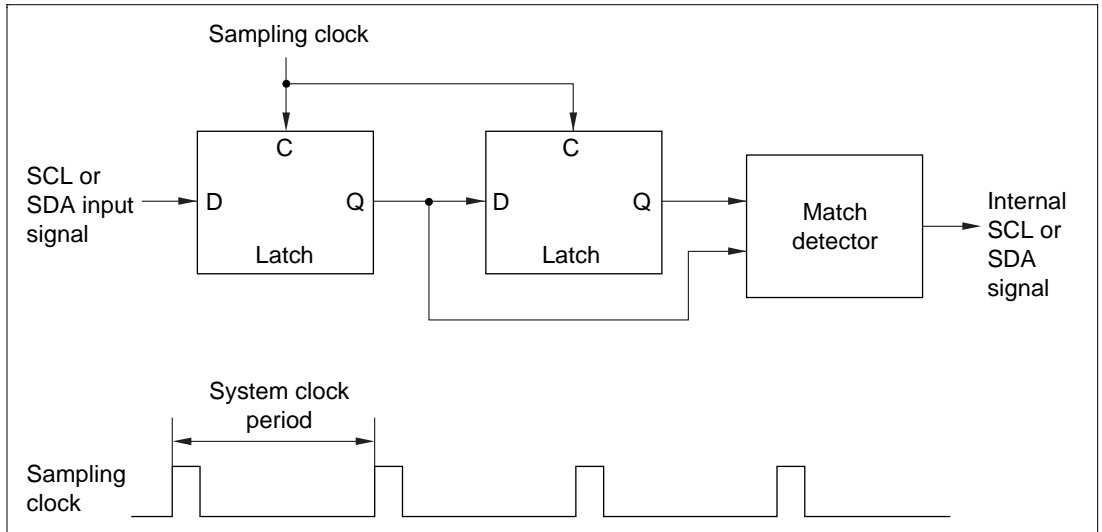 Sampling clock
C
C
SCL or
SDA input
signal
D
Q
D
Q
Latch
Latch
Match
detector
Internal
SCL or
SDA
signal
System clock
period
Sampling
clock